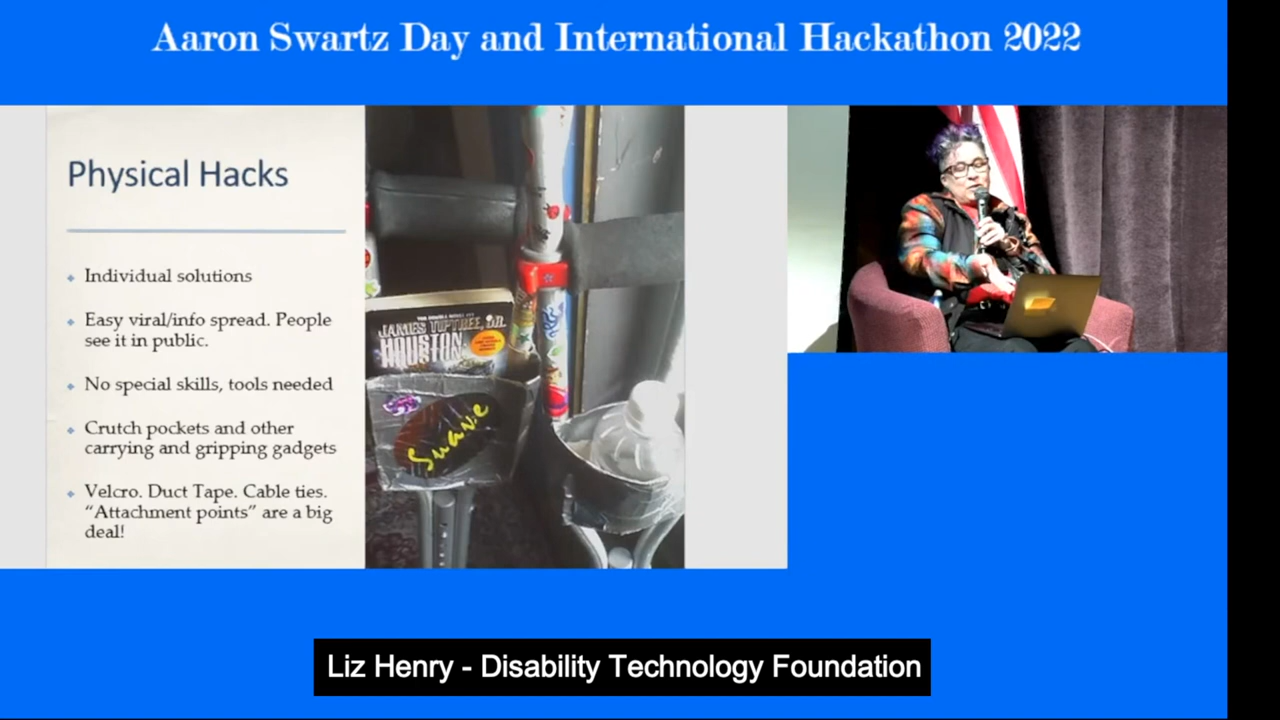 Aaron Swartz Day and International Hackathon 2022
Physical Hacks
Individual solutions
Easy viral/info spread. People
see it in public.
No special skills, tools needed
Crutch pockets and other
carrying and gripping gadgets
Velcro. Duct Tape. Cable ties.
“Attachment points” are a big
deal!
JAMES TIPTREE, JR.
HOUSTON,
Suave
Liz Henry - Disability Technology Foundation